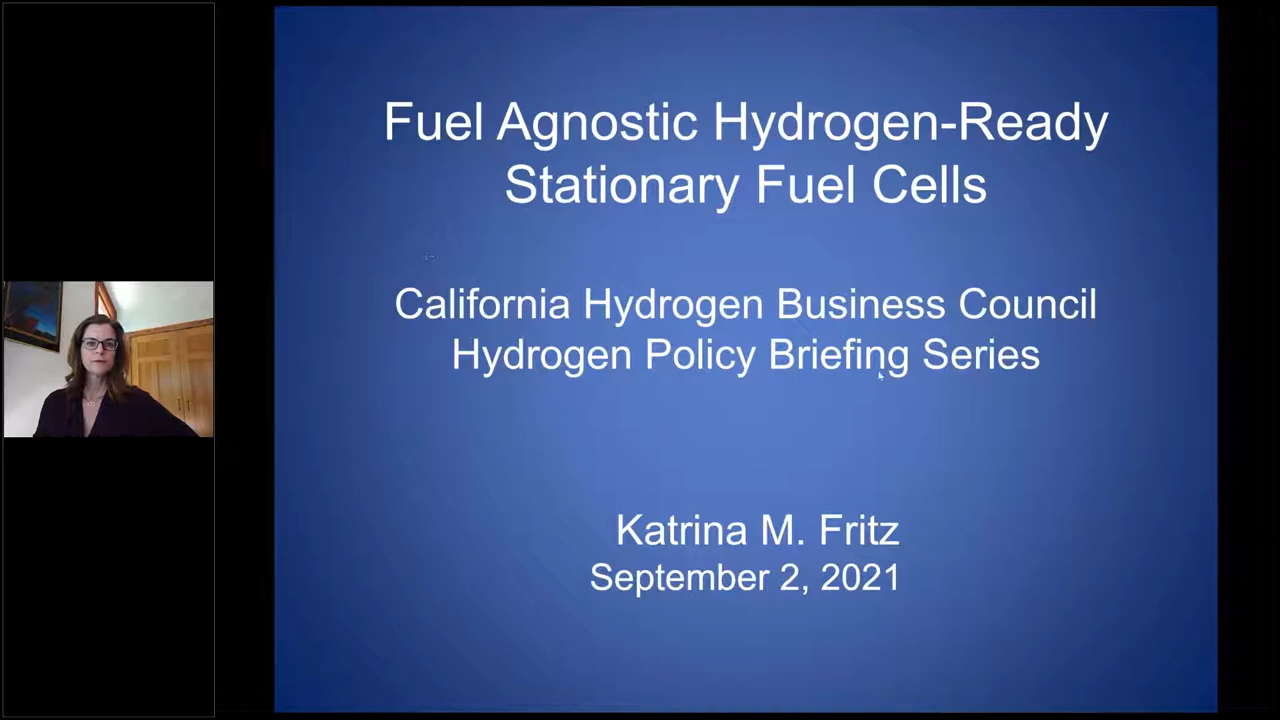 Fuel Agnostic Hydrogen-Ready
Stationary Fuel Cells
California Hydrogen Business Council
Hydrogen Policy Briefing Series
Katrina M. Fritz
September 2, 2021